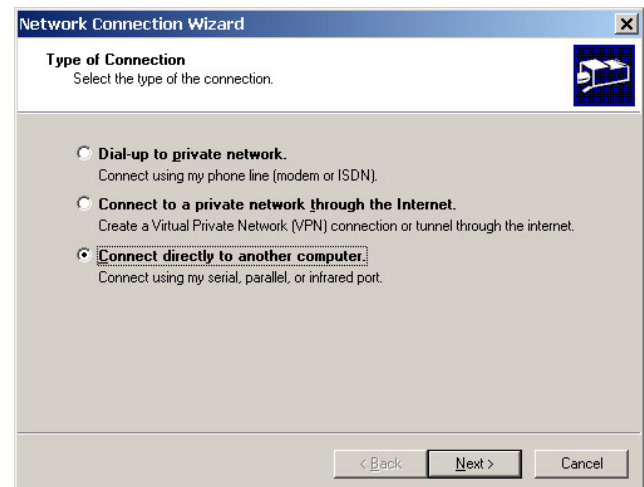 Network Connection Wizard
Type of Connection
Select the type of the connection.
Dial-up to private network.
Connect using my phone line (modem or ISDN).
Connect to a private network through the Internet.
Create a Virtual Private Network (VPN) connection or tunnel through the internet.
Connect directly to another computer.
Connect using my serial, parallel, or infrared port.
< Back Next > Cancel